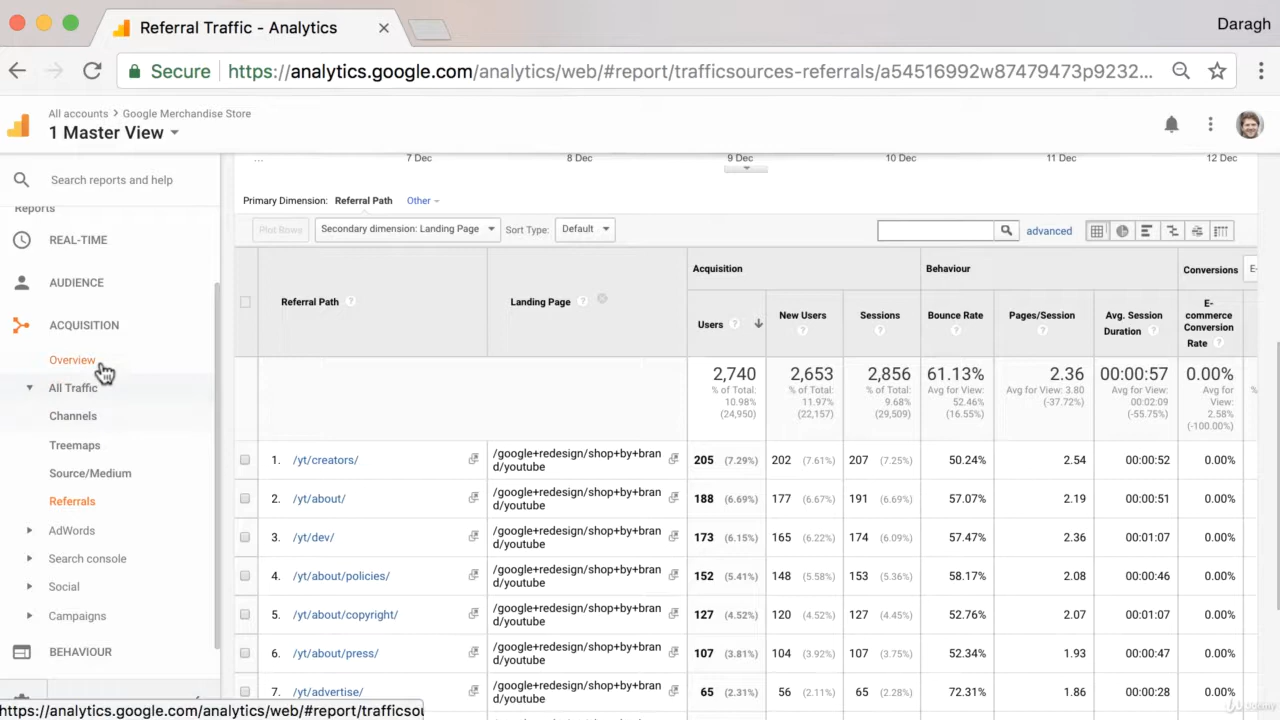 Referral Traffic - Analytics
Daragh
Secure https://analytics.google.com/analytics/web/#report/trafficsources-referrals/a54516992w87479473p9232...
All accounts > Google Merchandise Store
1 Master View
Search reports and help
Reports
REAL-TIME
AUDIENCE
ACQUISITION
Overview
All Traffic
Channels
Treemaps
Source/Medium
Referrals
AdWords
Search console
Social
Campaigns
BEHAVIOUR
... 7 Dec 8 Dec 9 Dec 10 Dec 11 Dec 12 Dec
Primary Dimension: Referral Path Other
Plot Rows Secondary dimension: Landing Page Sort Type: Default advanced
Acquisition Behaviour Conversions E-
Referral Path ? Landing Page ?
Users ? New Users ? Sessions ? Bounce Rate ? Pages/Session ? Avg. Session Duration ? E-commerce Conversion Rate ?
2,740 2,653 2,856 61.13% 2.36 00:00:57 0.00%
% of Total: 10.98% (24,950)
% of Total: 11.97% (22,157)
% of Total: 9.68% (29,509)
Avg for View: 52.46% (16.55%)
Avg for View: 3.80 (-37.72%)
Avg for View: 00:02:09 (-55.75%)
Avg for View: 2.58% (-100.00%)
%
1. /yt/creators/ /google+redesign/shop+by+brand/youtube 205 (7.29%) 202 (7.61%) 207 (7.25%) 50.24% 2.54 00:00:52 0.00%
2. /yt/about/ /google+redesign/shop+by+brand/youtube 188 (6.69%) 177 (6.67%) 191 (6.69%) 57.07% 2.19 00:00:51 0.00%
3. /yt/dev/ /google+redesign/shop+by+brand/youtube 173 (6.15%) 165 (6.22%) 174 (6.09%) 57.47% 2.36 00:01:07 0.00%
4. /yt/about/policies/ /google+redesign/shop+by+brand/youtube 152 (5.41%) 148 (5.58%) 153 (5.36%) 58.17% 2.08 00:00:46 0.00%
5. /yt/about/copyright/ /google+redesign/shop+by+brand/youtube 127 (4.52%) 120 (4.52%) 127 (4.45%) 52.76% 2.07 00:01:07 0.00%
6. /yt/about/press/ /google+redesign/shop+by+brand/youtube 107 (3.81%) 104 (3.92%) 107 (3.75%) 52.34% 1.93 00:00:47 0.00%
7. /yt/advertise/ /google+redesign/shop+by+brand/youtube 65 (2.31%) 56 (2.11%) 65 (2.28%) 72.31% 1.86 00:00:28 0.00%
https://analytics.google.com/analytics/web/#report/trafficsou
Udemy